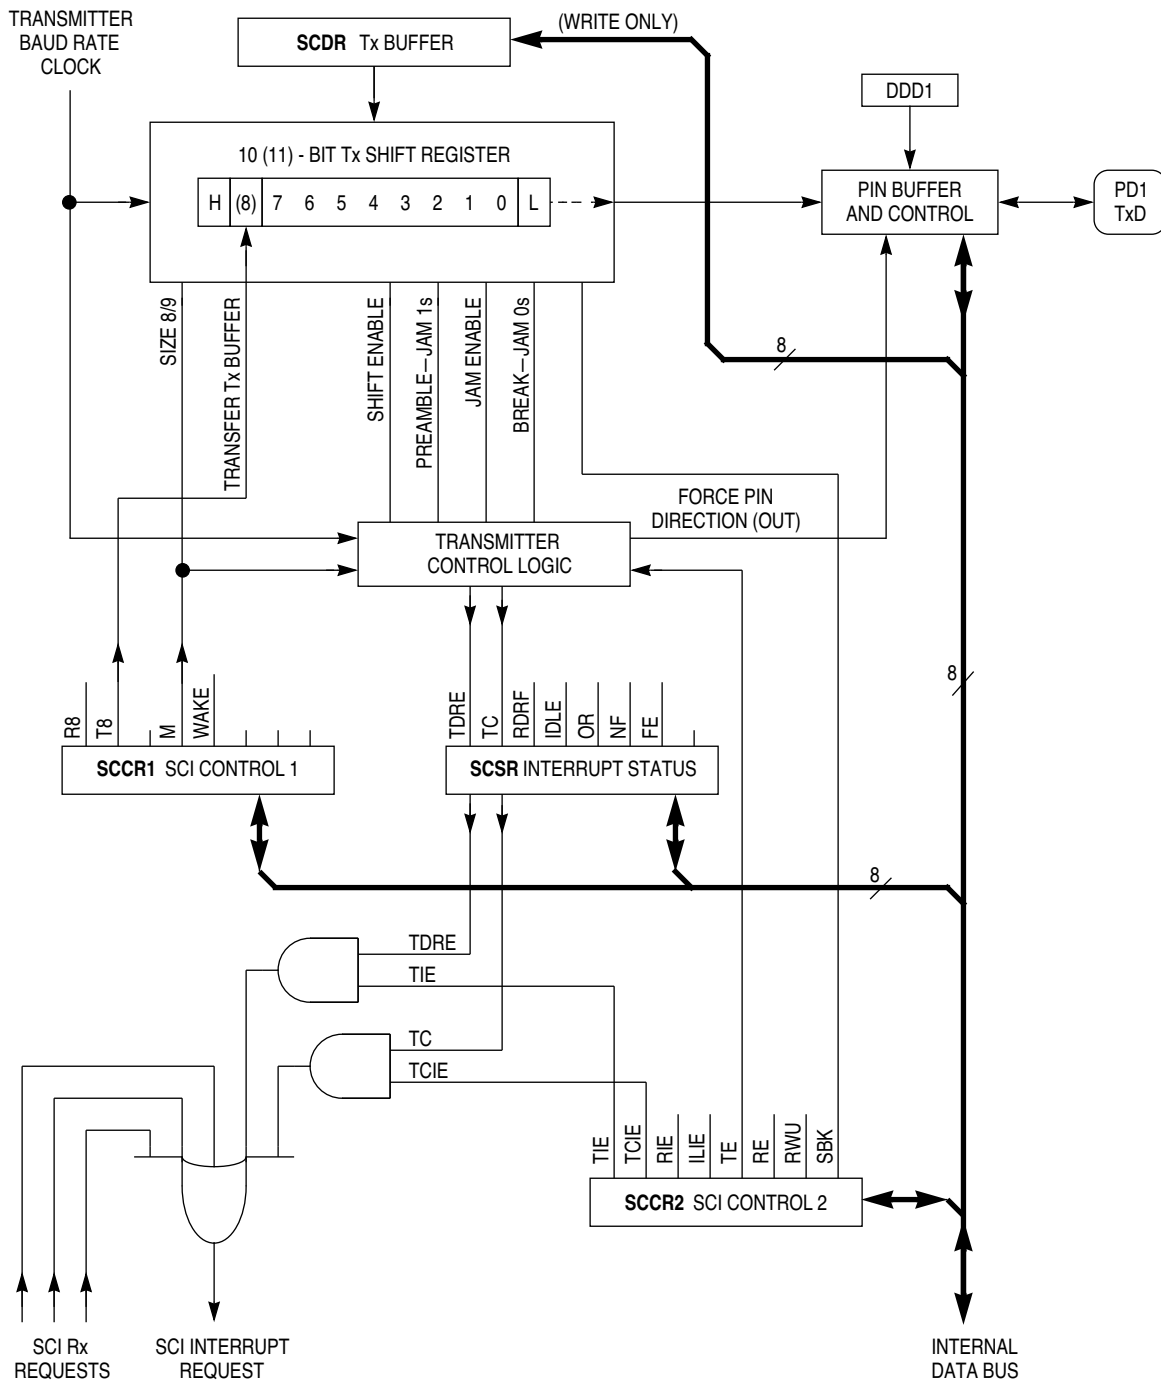 TRANSMITTER
BAUD RATE
CLOCK
SCDR Tx BUFFER
(WRITE ONLY)
DDD1
10 (11) - BIT Tx SHIFT REGISTER
H (8) 7 6 5 4 3 2 1 0 L
PIN BUFFER
AND CONTROL
PD1
TxD
SIZE 8/9
TRANSFER Tx BUFFER
SHIFT ENABLE
PREAMBLE—JAM 1s
JAM ENABLE
BREAK—JAM 0s
8
FORCE PIN
DIRECTION (OUT)
TRANSMITTER
CONTROL LOGIC
8
R8
T8
M
WAKE
TDRE
TC
RDRF
IDLE
OR
NF
FE
SCCR1 SCI CONTROL 1
SCSR INTERRUPT STATUS
8
TDRE
TIE
TC
TCIE
TIE
TCIE
RIE
ILIE
TE
RE
RWU
SBK
SCCR2 SCI CONTROL 2
SCI Rx
REQUESTS
SCI INTERRUPT
REQUEST
INTERNAL
DATA BUS